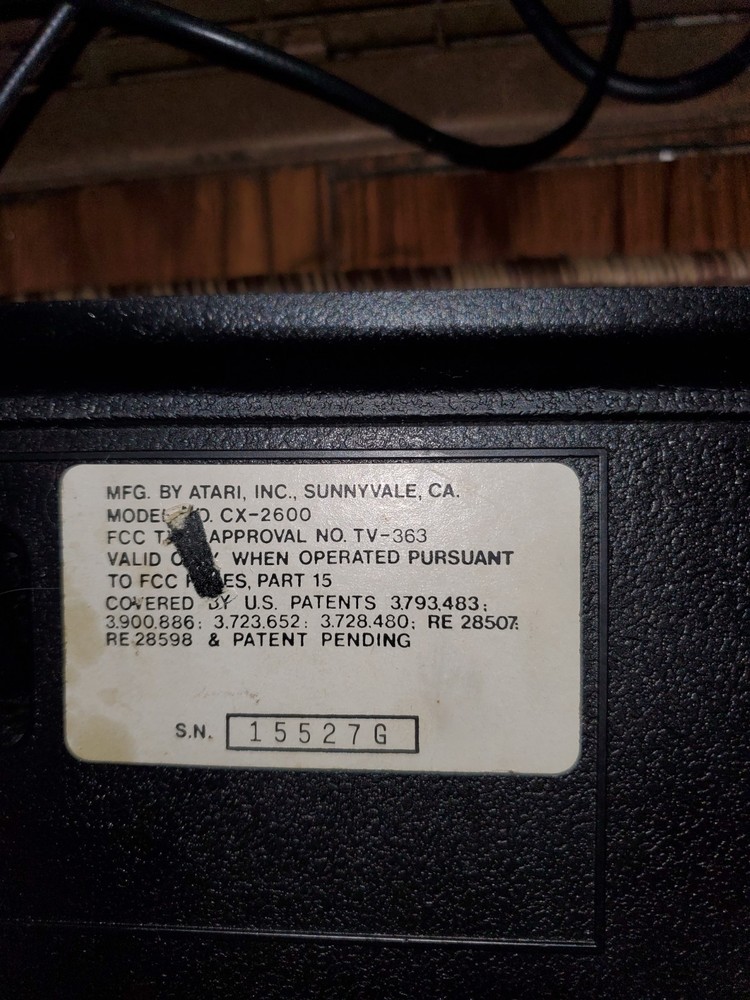 MFG. BY ATARI, INC., SUNNYVALE, CA.
MODEL CX-2600
FCC APPROVAL NO. TV-363
VALID WHEN OPERATED PURSUANT
TO FCC PART 15
COVERED BY U.S. PATENTS 3,793,483;
3,900,886; 3,723,652; 3,728,480; RE 28507;
RE 28598 & PATENT PENDING
S.N. 15527G